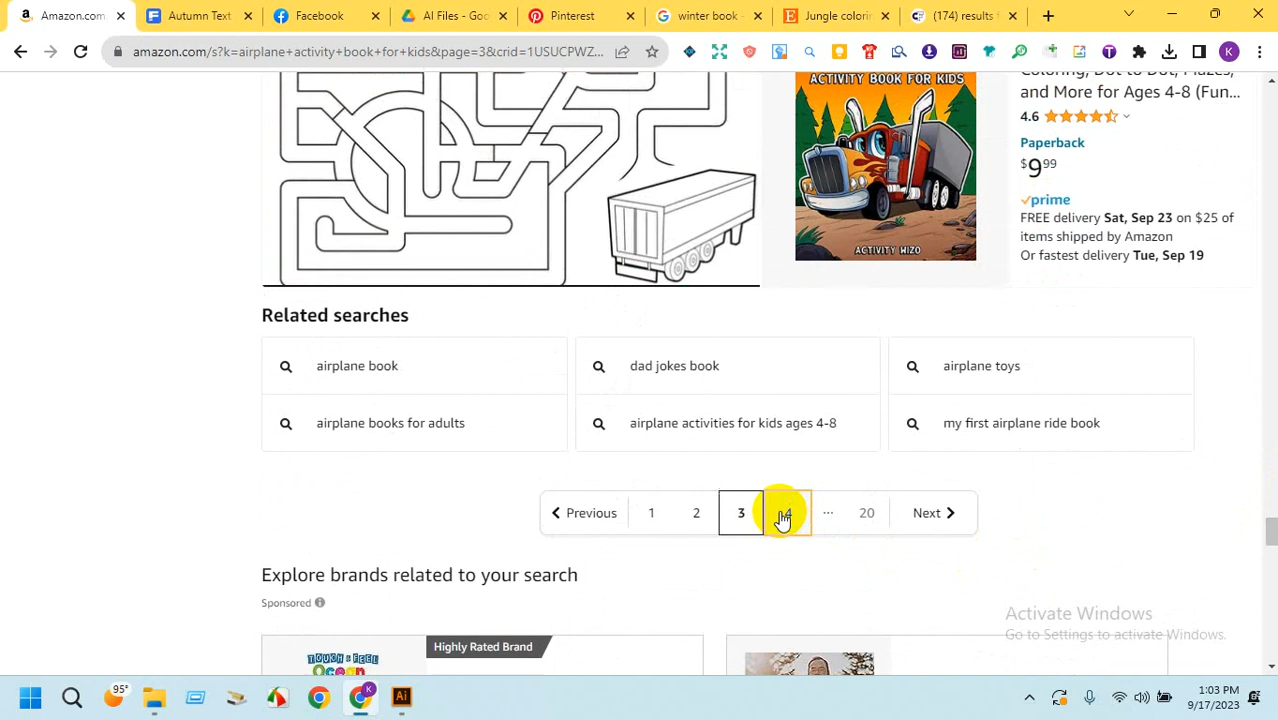 Amazon.com
Autumn Text
Facebook
AI Files - Goo
Pinterest
winter book -
Jungle colorin
(174) results f
amazon.com/s?k=airplane+activity+book+for+kids&page=3&crid=1USUCPWZ...
K
ACTIVITY BOOK FOR KIDS
ACTIVITY WIZO
Coloring, Dot to Dot, Mazes,
and More for Ages 4-8 (Fun...
4.6
Paperback
$9.99
prime
FREE delivery Sat, Sep 23 on $25 of
items shipped by Amazon
Or fastest delivery Tue, Sep 19
Related searches
airplane book
dad jokes book
airplane toys
airplane books for adults
airplane activities for kids ages 4-8
my first airplane ride book
Previous 1 2 3 4 ... 20 Next
Explore brands related to your search
Sponsored
Activate Windows
Go to Settings to activate Windows.
Highly Rated Brand
TOUCH & FEEL
Ocean
95°
1:03 PM
9/17/2023